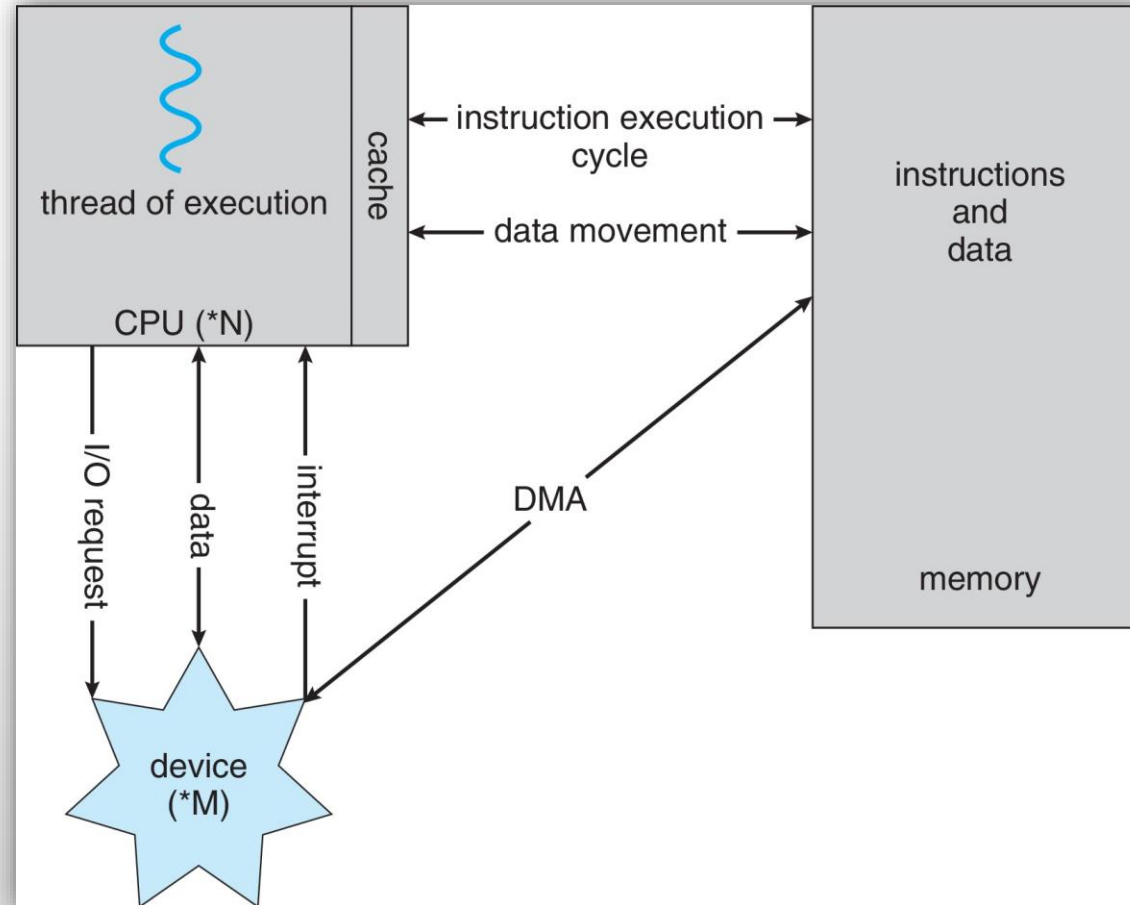 thread of execution
CPU (*N)
cache
instruction execution
cycle
data movement
instructions
and
data
memory
I/O request
data
interrupt
DMA
device
(*M)